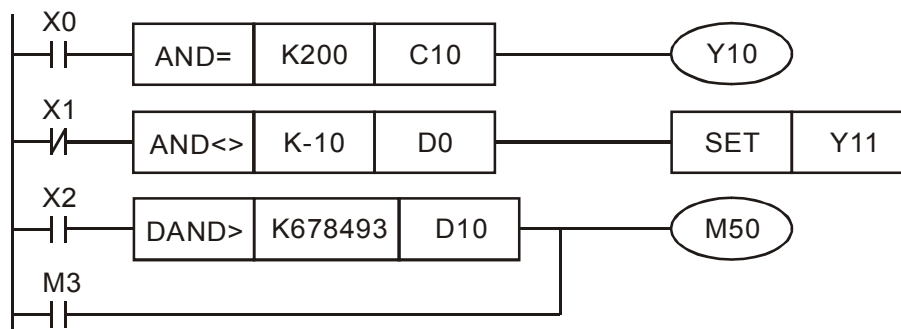 X0
AND= K200 C10 Y10
X1
AND<> K-10 D0 SET Y11
X2
DAND> K678493 D10 M50
M3